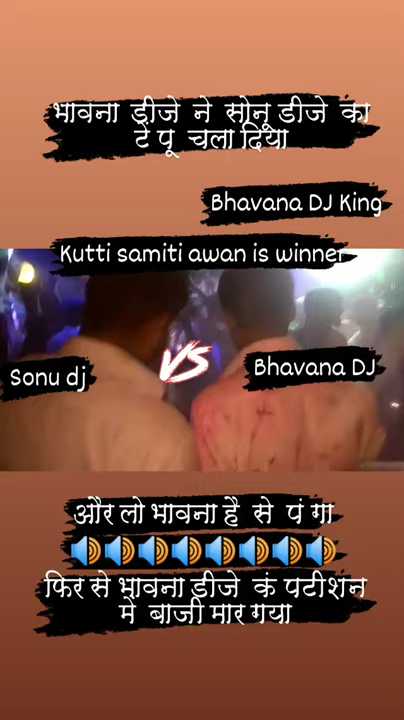 भावना डीजे ने सोनू डीजे का
टे पू चला दिया
Bhavana DJ King
Kutti samiti awan is winner
VS
Sonu dj
Bhavana DJ
और लो भावना है से पं गा
🔊🔊🔊🔊🔊🔊🔊🔊
फिर से भावना डीजे कं पटीशन
में बाजी मार गया